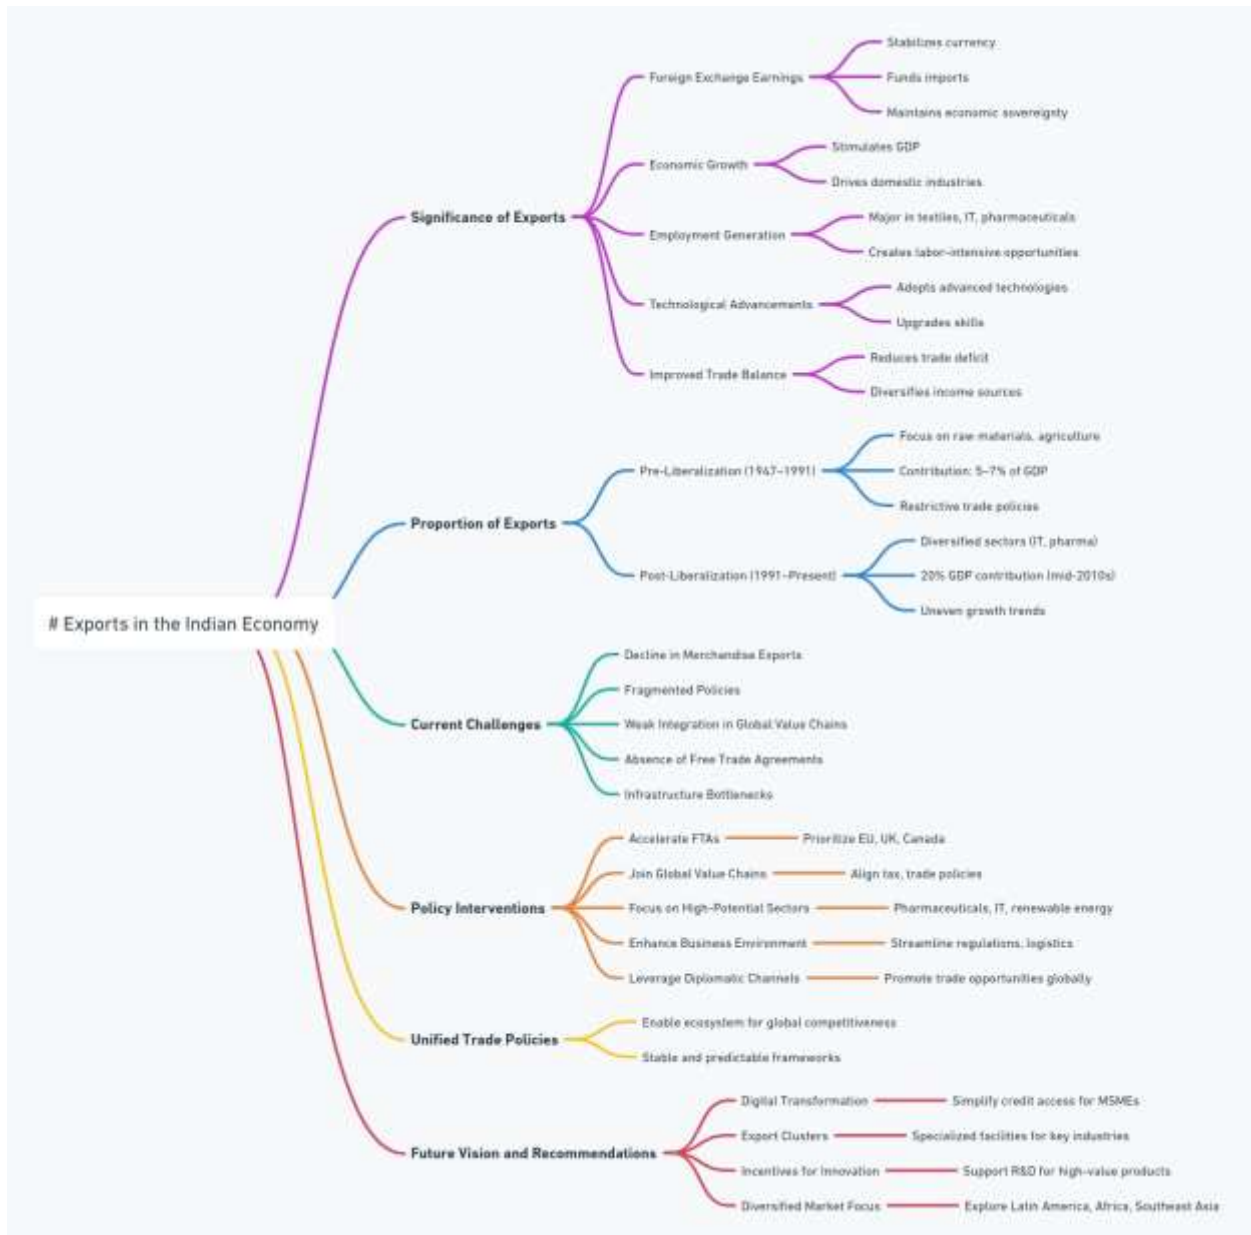 Stabilizes currency
Foreign Exchange Earnings
Funds imports
Maintains economic sovereignty
Stimulates GDP
Economic Growth
Drives domestic industries
Significance of Exports
Major in textiles, IT, pharmaceuticals
Employment Generation
Creates labor-intensive opportunities
Adopts advanced technologies
Technological Advancements
Upgrades skills
Reduces trade deficit
Improved Trade Balance
Diversifies income sources
Focus on raw materials, agriculture
Pre-Liberalization (1947-1991)
Contribution: 5-7% of GDP
Restrictive trade policies
Proportion of Exports
Diversified sectors (IT, pharma)
Post-Liberalization (1991-Present)
20% GDP contribution (mid-2010s)
Uneven growth trends
# Exports in the Indian Economy
Decline in Merchandise Exports
Fragmented Policies
Current Challenges
Weak Integration in Global Value Chains
Absence of Free Trade Agreements
Infrastructure Bottlenecks
Accelerate FTAs
Prioritize EU, UK, Canada
Join Global Value Chains
Align tax, trade policies
Policy Interventions
Focus on High-Potential Sectors
Pharmaceuticals, IT, renewable energy
Enhance Business Environment
Streamline regulations, logistics
Leverage Diplomatic Channels
Promote trade opportunities globally
Enable ecosystem for global competitiveness
Unified Trade Policies
Stable and predictable frameworks
Digital Transformation
Simplify credit access for MSMEs
Export Clusters
Specialized facilities for key industries
Future Vision and Recommendations
Incentives for Innovation
Support R&D for high-value products
Diversified Market Focus
Explore Latin America, Africa, Southeast Asia